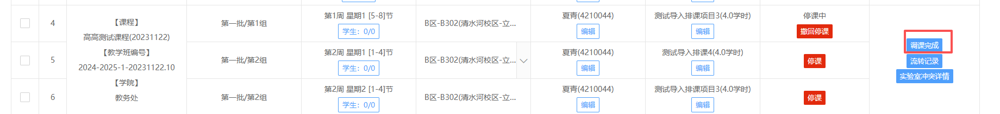 4
【课程】
高高测试课程(20231122)
【教学班编号】
2024-2025-1-20231122.10
【学院】
教务处
第一批/第1组
第1周 星期1 [5-8]节
学生：0/0
B区-B302(清水河校区-立...
夏青(4210044)
编辑
测试导入排课项目3(4.0学时)
编辑
停课中
撤回停课
5
第一批/第2组
第2周 星期1 [1-4]节
学生：0/0
B区-B302(清水河校区-立...
夏青(4210044)
编辑
测试导入排课4(4.0学时)
编辑
停课
6
第一批/第2组
第2周 星期2 [1-4]节
学生：0/0
B区-B302(清水河校区-立...
夏青(4210044)
编辑
测试导入排课项目3(4.0学时)
编辑
停课
调课完成
流转记录
实验室冲突详情